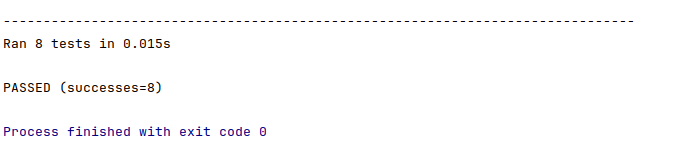 -------------------------------------------------------------------------------
Ran 8 tests in 0.015s
PASSED (successes=8)
Process finished with exit code 0